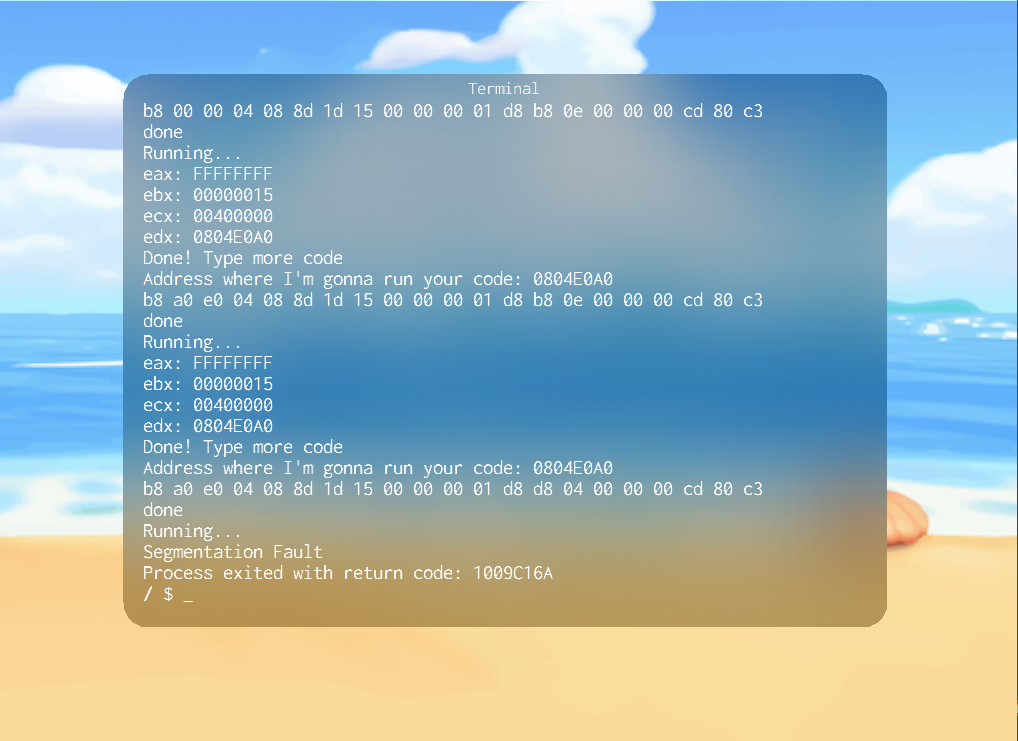 Terminal
b8 00 00 04 08 8d 1d 15 00 00 00 01 d8 b8 0e 00 00 00 cd 80 c3
done
Running...
eax: FFFFFFFF
ebx: 00000015
ecx: 00400000
edx: 0804E0A0
Done! Type more code
Address where I'm gonna run your code: 0804E0A0
b8 a0 e0 04 08 8d 1d 15 00 00 00 01 d8 b8 0e 00 00 00 cd 80 c3
done
Running...
eax: FFFFFFFF
ebx: 00000015
ecx: 00400000
edx: 0804E0A0
Done! Type more code
Address where I'm gonna run your code: 0804E0A0
b8 a0 e0 04 08 8d 1d 15 00 00 00 01 d8 d8 04 00 00 00 cd 80 c3
done
Running...
Segmentation Fault
Process exited with return code: 1009C16A
/ $ _